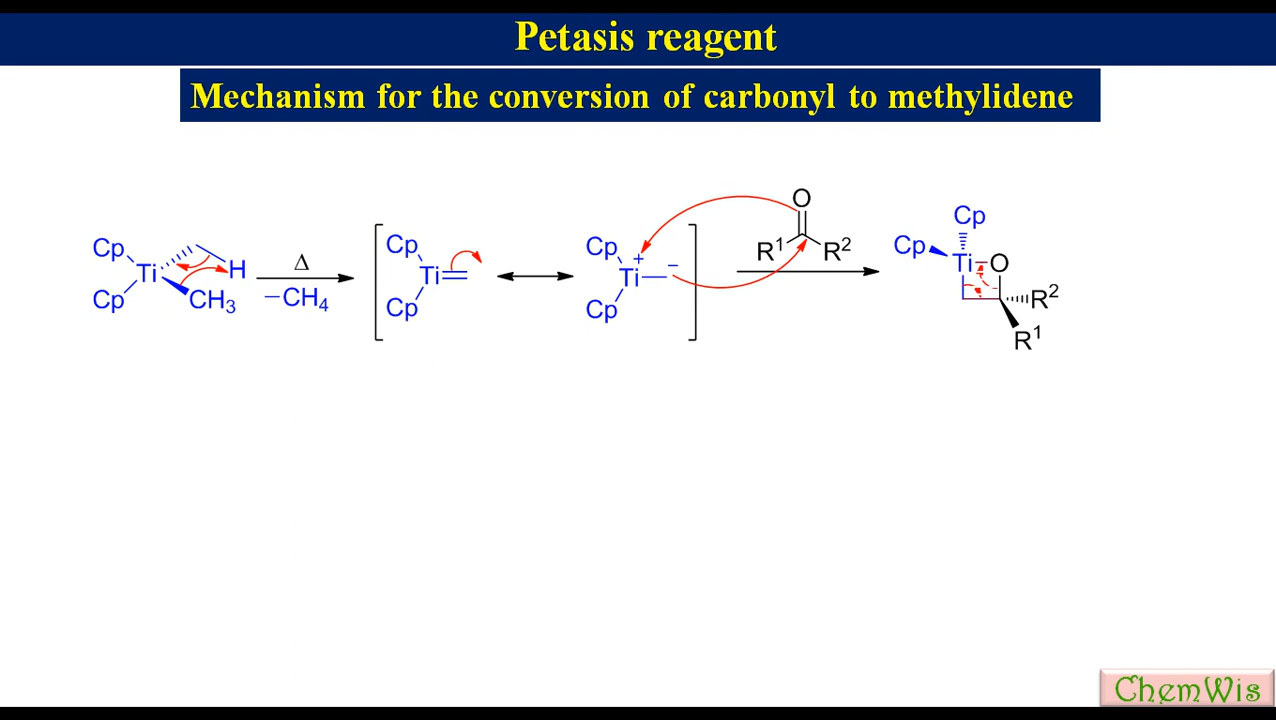 Petasis reagent
Mechanism for the conversion of carbonyl to methylidene
Cp
Cp
Ti
H
CH₃
Δ
−CH₄
Cp
Ti
Cp
Cp
Ti
+
−
Cp
O
R¹
R²
Cp
Cp
Ti
O
R²
R¹
ChemWis